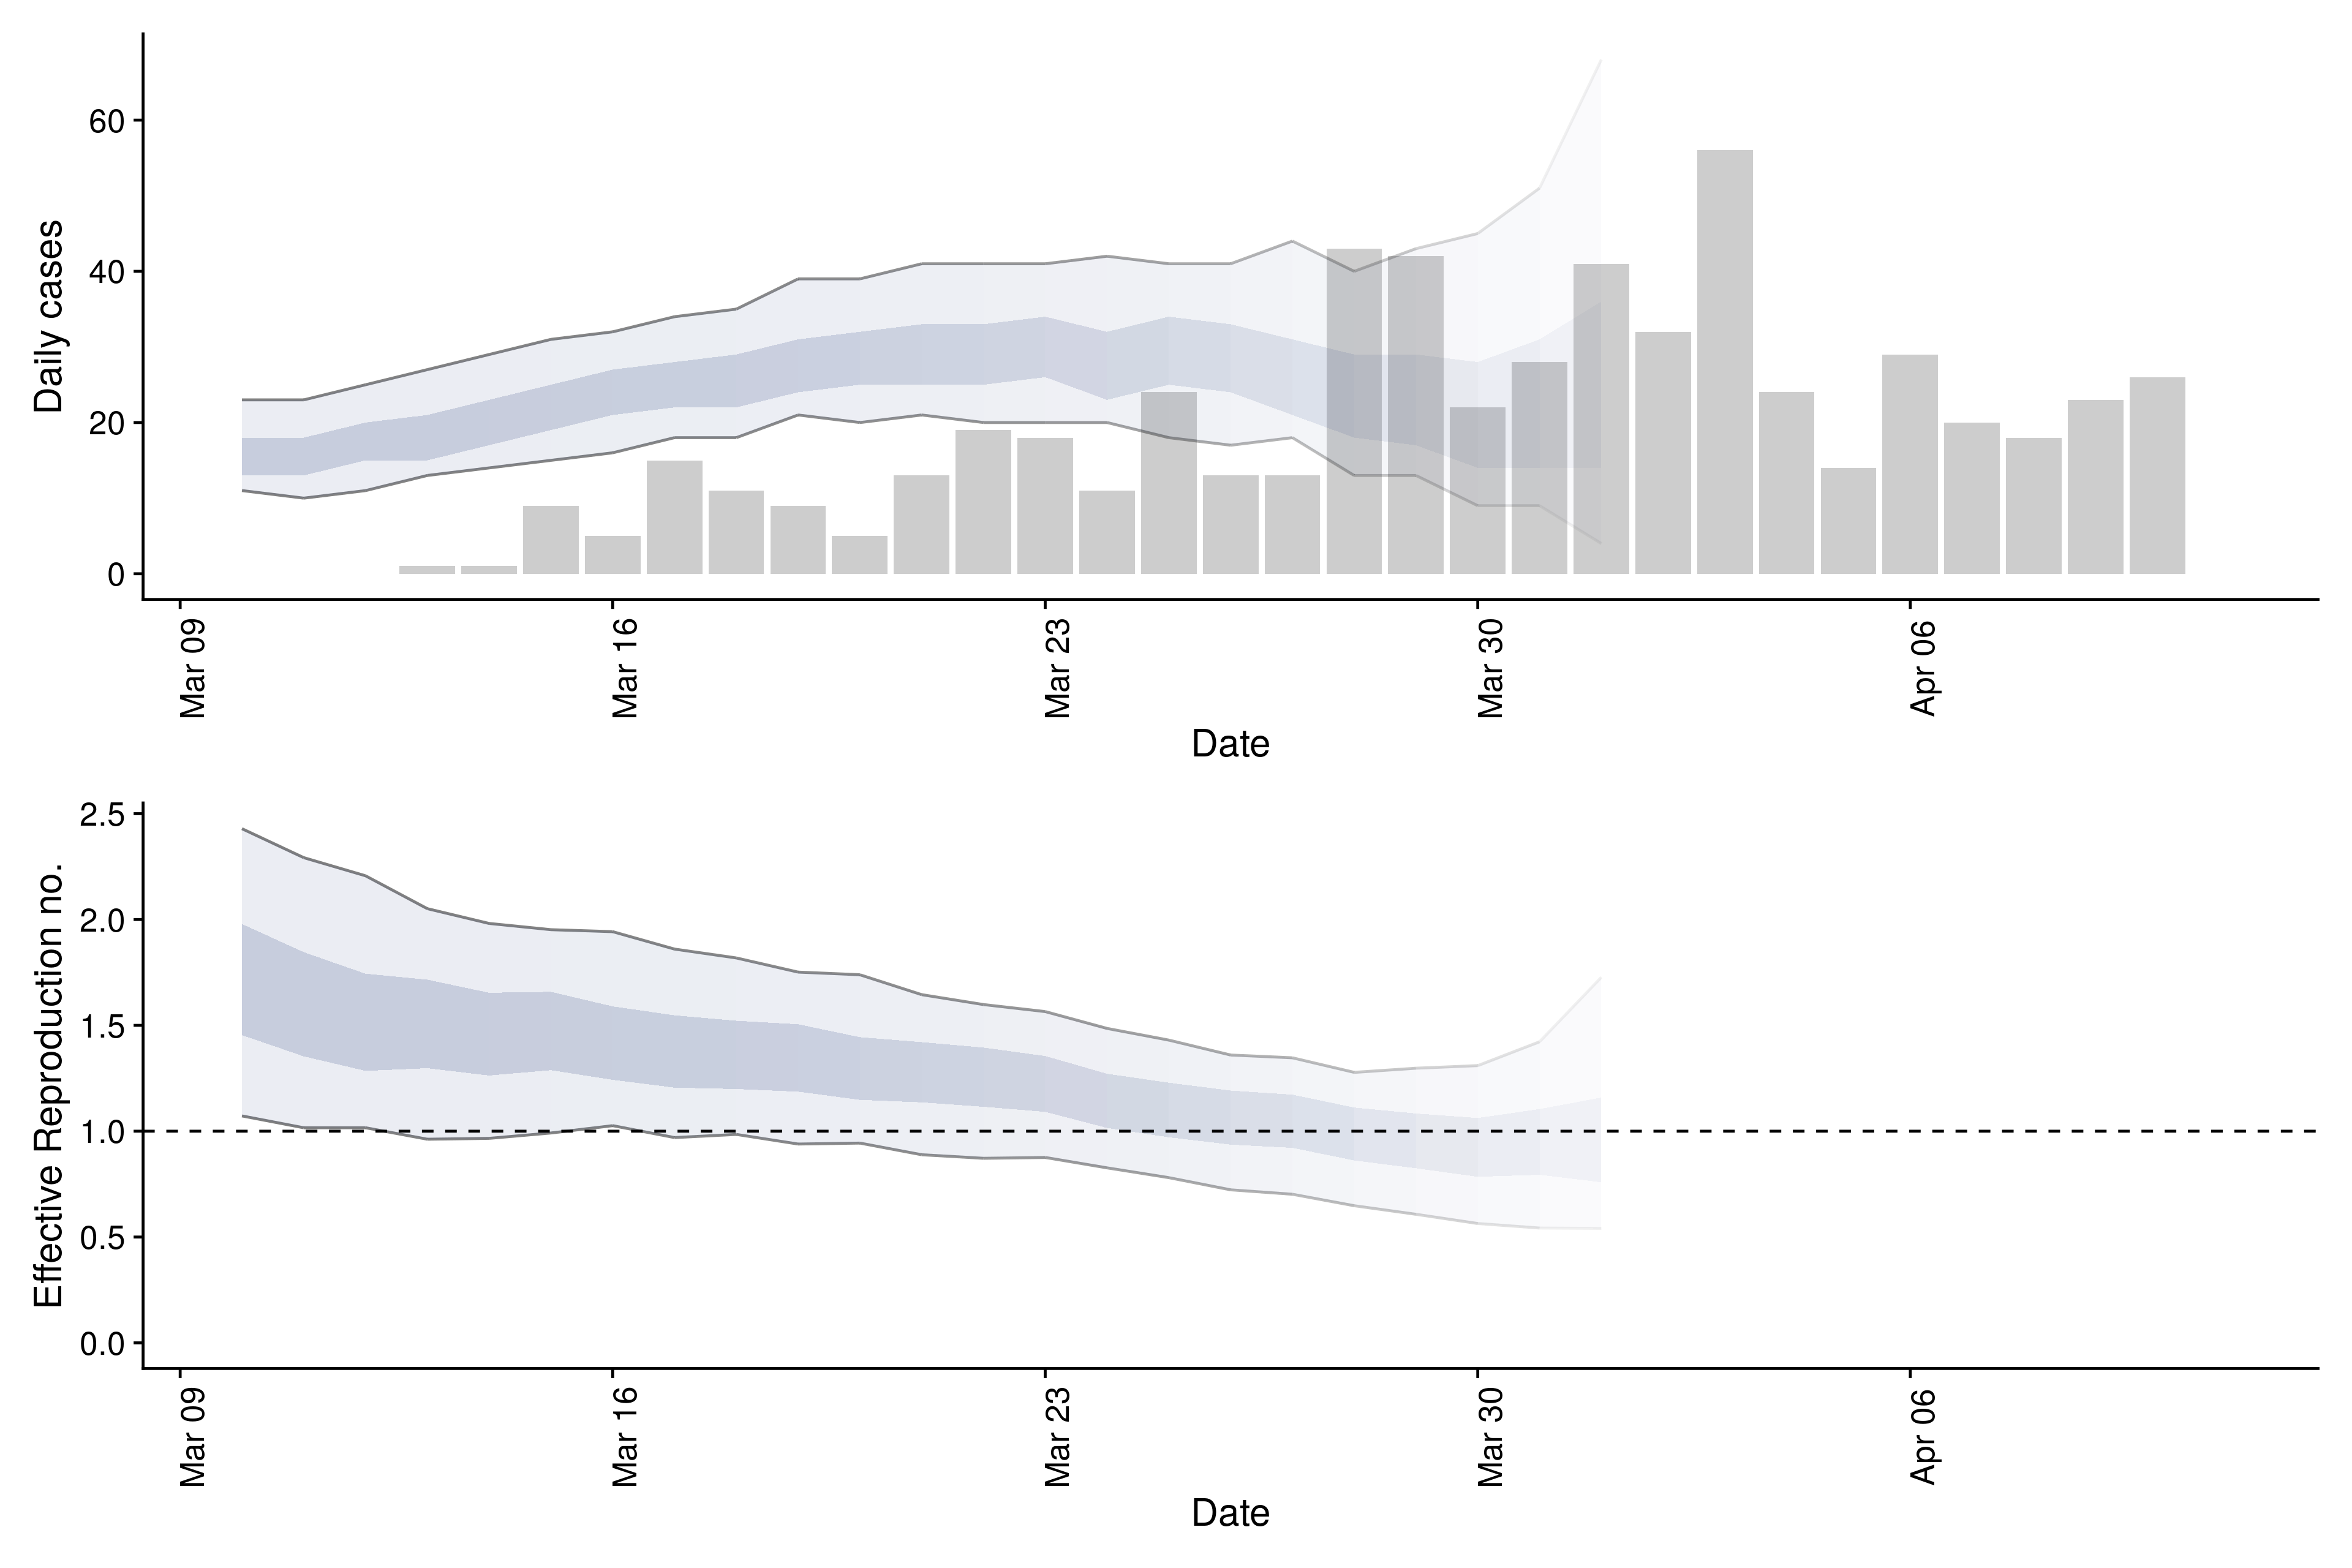 Daily cases
60
40
20
0
Mar 09
Mar 16
Mar 23
Mar 30
Apr 06
Date
Effective Reproduction no.
2.5
2.0
1.5
1.0
0.5
0.0
Mar 09
Mar 16
Mar 23
Mar 30
Apr 06
Date